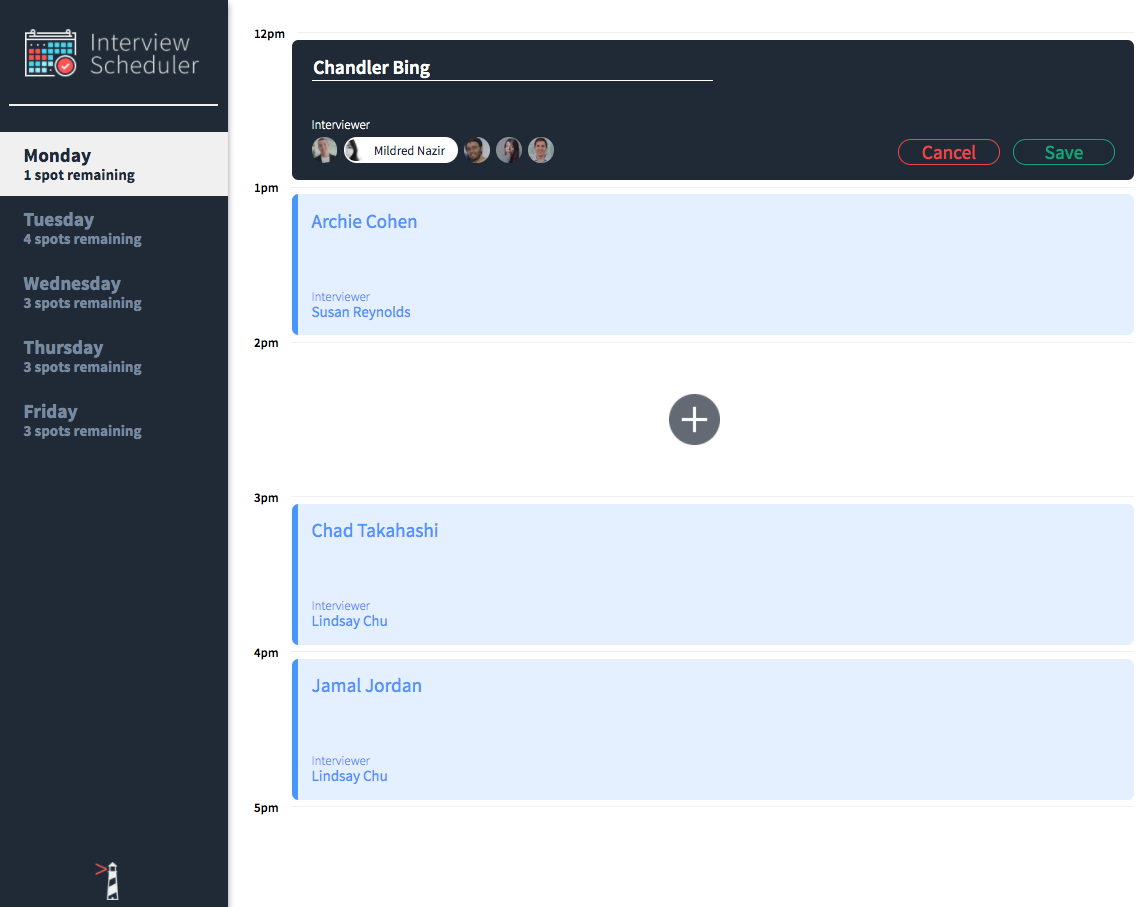 Interview
Scheduler
Monday
1 spot remaining
Tuesday
4 spots remaining
Wednesday
3 spots remaining
Thursday
3 spots remaining
Friday
3 spots remaining
12pm
Chandler Bing
Interviewer
Mildred Nazir
Cancel
Save
1pm
Archie Cohen
Interviewer
Susan Reynolds
2pm
3pm
Chad Takahashi
Interviewer
Lindsay Chu
4pm
Jamal Jordan
Interviewer
Lindsay Chu
5pm